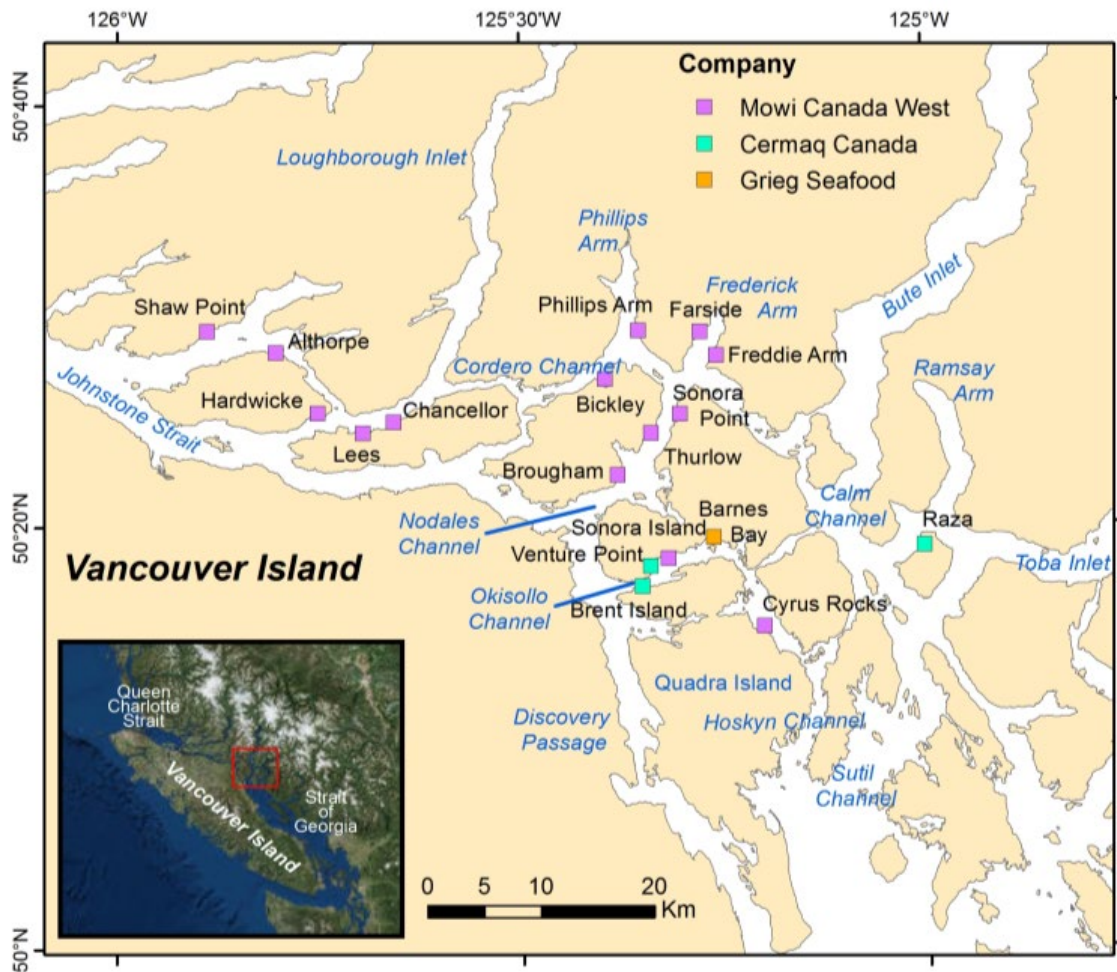 126°W
125°30'W
125°W
50°40'N
50°20'N
50°N
Company
Mowi Canada West
Cermaq Canada
Grieg Seafood
Loughborough Inlet
Phillips
Arm
Frederick
Arm
Bute Inlet
Shaw Point
Phillips Arm
Farside
Althorpe
Freddie Arm
Cordero Channel
Ramsay
Arm
Johnstone Strait
Hardwicke
Chancellor
Bickley
Sonora
Point
Lees
Thurlow
Brougham
Calm
Channel
Nodales
Channel
Barnes
Bay
Raza
Sonora Island
Vancouver Island
Venture Point
Toba Inlet
Okisollo
Channel
Brent Island
Cyrus Rocks
Quadra Island
Discovery
Passage
Hoskyn Channel
Sutil
Channel
Queen
Charlotte
Strait
Vancouver Island
Strait
of
Georgia
0 5 10 20
Km